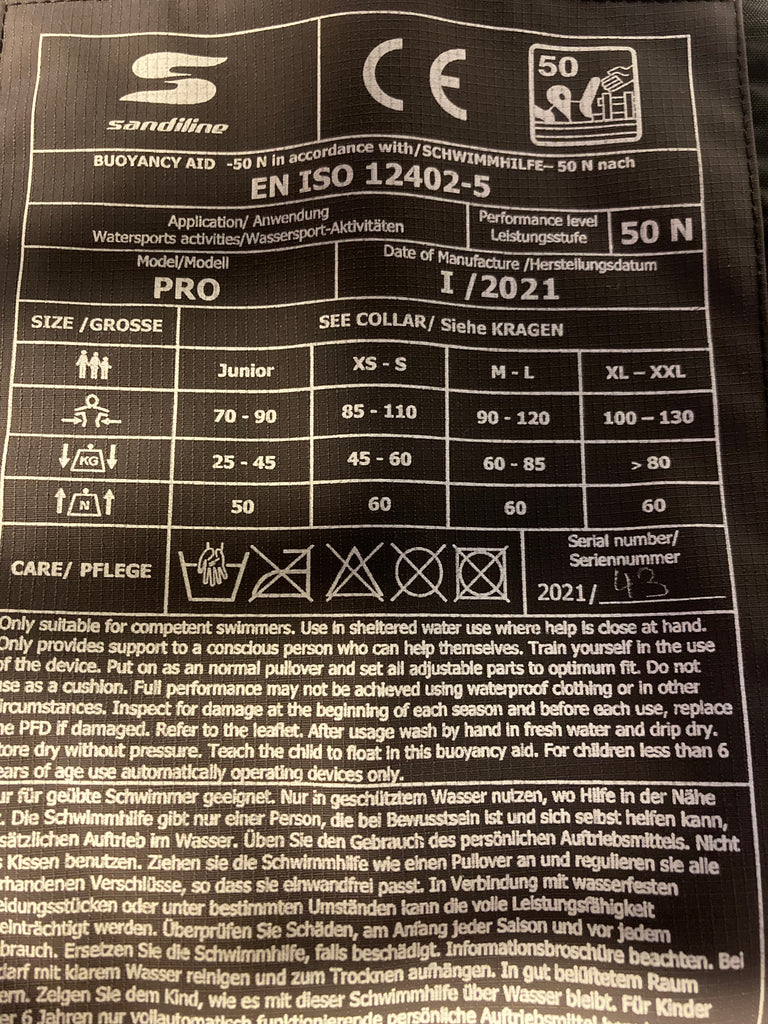 sandiline
CE
50
BUOYANCY AID -50 N in accordance with/SCHWIMMHILFE- 50 N nach
EN ISO 12402-5
Application/ Anwendung
Watersports activities/Wassersport-Aktivitäten
Performance level
Leistungsstufe
50 N
Model/Modell
PRO
Date of Manufacture /Herstellungsdatum
I /2021
SIZE /GROSSE
SEE COLLAR/ Siehe KRAGEN
Junior XS - S M - L XL – XXL
70 - 90 85 - 110 90 - 120 100 – 130
KG 25 - 45 45 - 60 60 - 85 > 80
N 50 60 60 60
CARE/ PFLEGE
Serial number/
Seriennummer
2021/ 43
Only suitable for competent swimmers. Use in sheltered water use where help is close at hand.
Only provides support to a conscious person who can help themselves. Train yourself in the use
of the device. Put on as an normal pullover and set all adjustable parts to optimum fit. Do not
use as a cushion. Full performance may not be achieved using waterproof clothing or in other
circumstances. Inspect for damage at the beginning of each season and before each use, replace
PFD if damaged. Refer to the leaflet. After usage wash by hand in fresh water and drip dry.
tore dry without pressure. Teach the child to float in this buoyancy aid. For children less than 6
ears of age use automatically operating devices only.
ur für geübte Schwimmer geeignet. Nur in geschütztem Wasser nutzen, wo Hilfe in der Nähe
. Die Schwimmhilfe gibt nur einer Person, die bei Bewusstsein ist und sich selbst helfen kann,
sätzlichen Auftrieb im Wasser. Üben Sie den Gebrauch des persönlichen Auftriebsmittels. Nicht
Kissen benutzen. Ziehen sie die Schwimmhilfe wie einen Pullover an und regulieren sie alle
rhandenen Verschlüsse, so dass sie einwandfrei passt. In Verbindung mit wasserfesten
eidungsstücken oder unter bestimmten Umständen kann die volle Leistungsfähigkeit
einträchtigt werden. Überprüfen Sie Schäden, am Anfang jeder Saison und vor jedem
brauch. Ersetzen Sie die Schwimmhilfe, falls beschädigt. Informationsbroschüre beachten. Bei
darf mit klarem Wasser reinigen und zum Trocknen aufhängen. In gut belüftetem Raum
ern. Zeigen Sie dem Kind, wie es mit dieser Schwimmhilfe über Wasser bleibt. Für Kinder
er 6 Jahren nur vollautomatisch funktionierende persönliche Auftriebsmittel